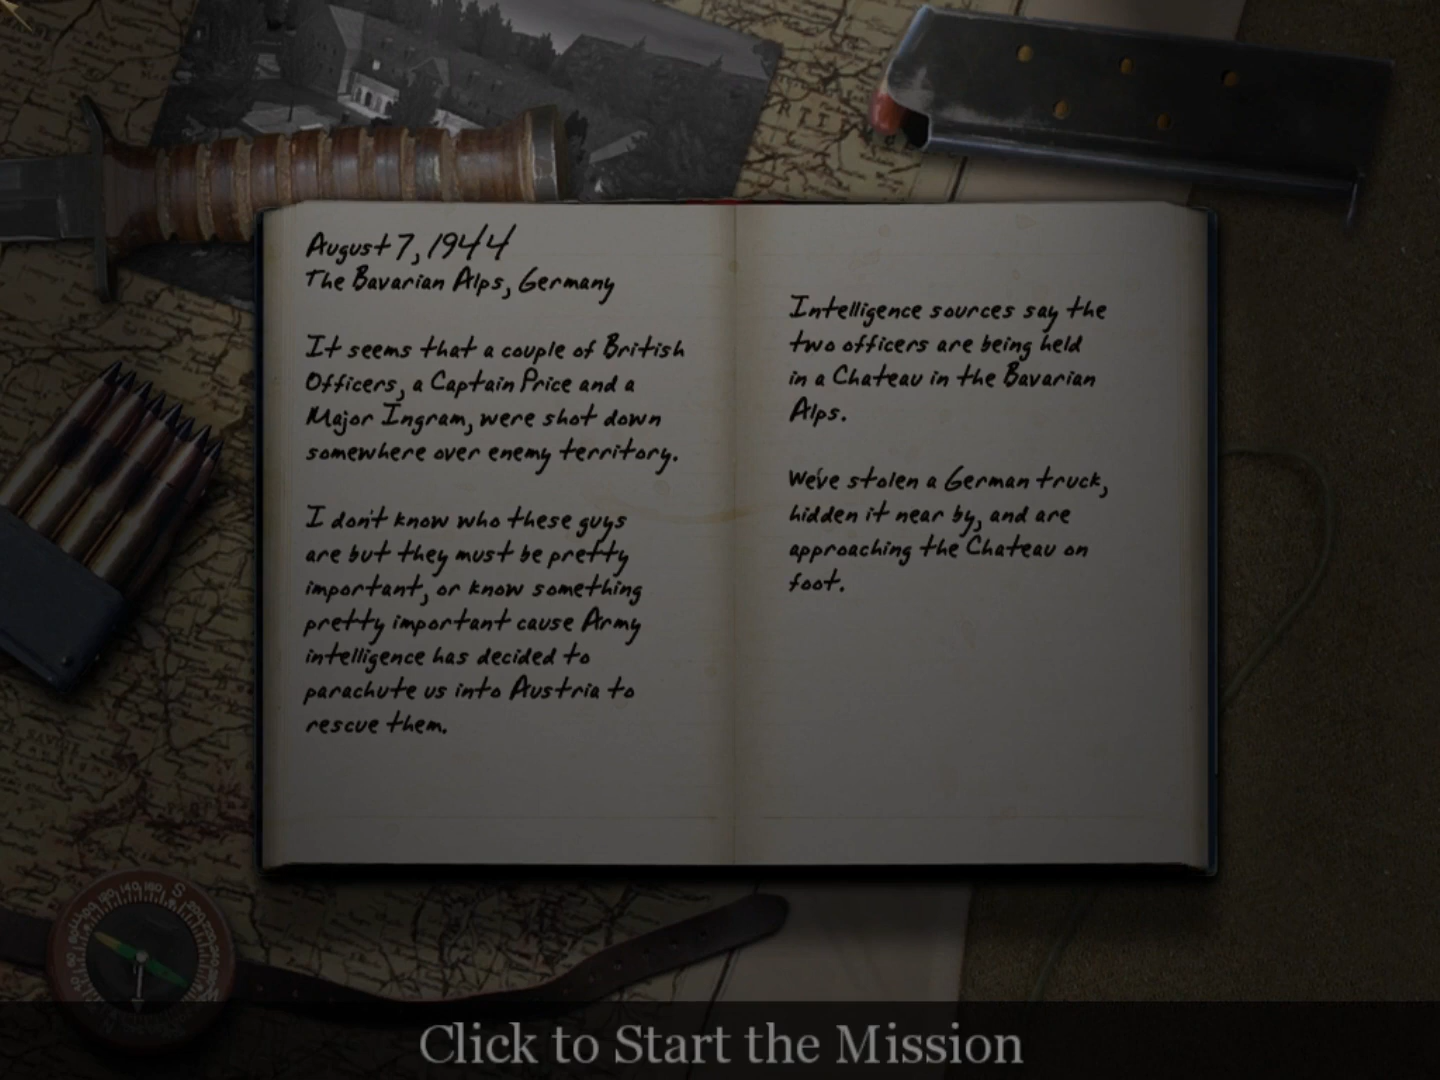 August 7, 1944
The Bavarian Alps, Germany
It seems that a couple of British
Officers, a Captain Price and a
Major Ingram, were shot down
somewhere over enemy territory.
I don't know who these guys
are but they must be pretty
important, or know something
pretty important cause Army
intelligence has decided to
parachute us into Austria to
rescue them.
Intelligence sources say the
two officers are being held
in a Chateau in the Bavarian
Alps.
We've stolen a German truck,
hidden it near by, and are
approaching the Chateau on
foot.
Click to Start the Mission